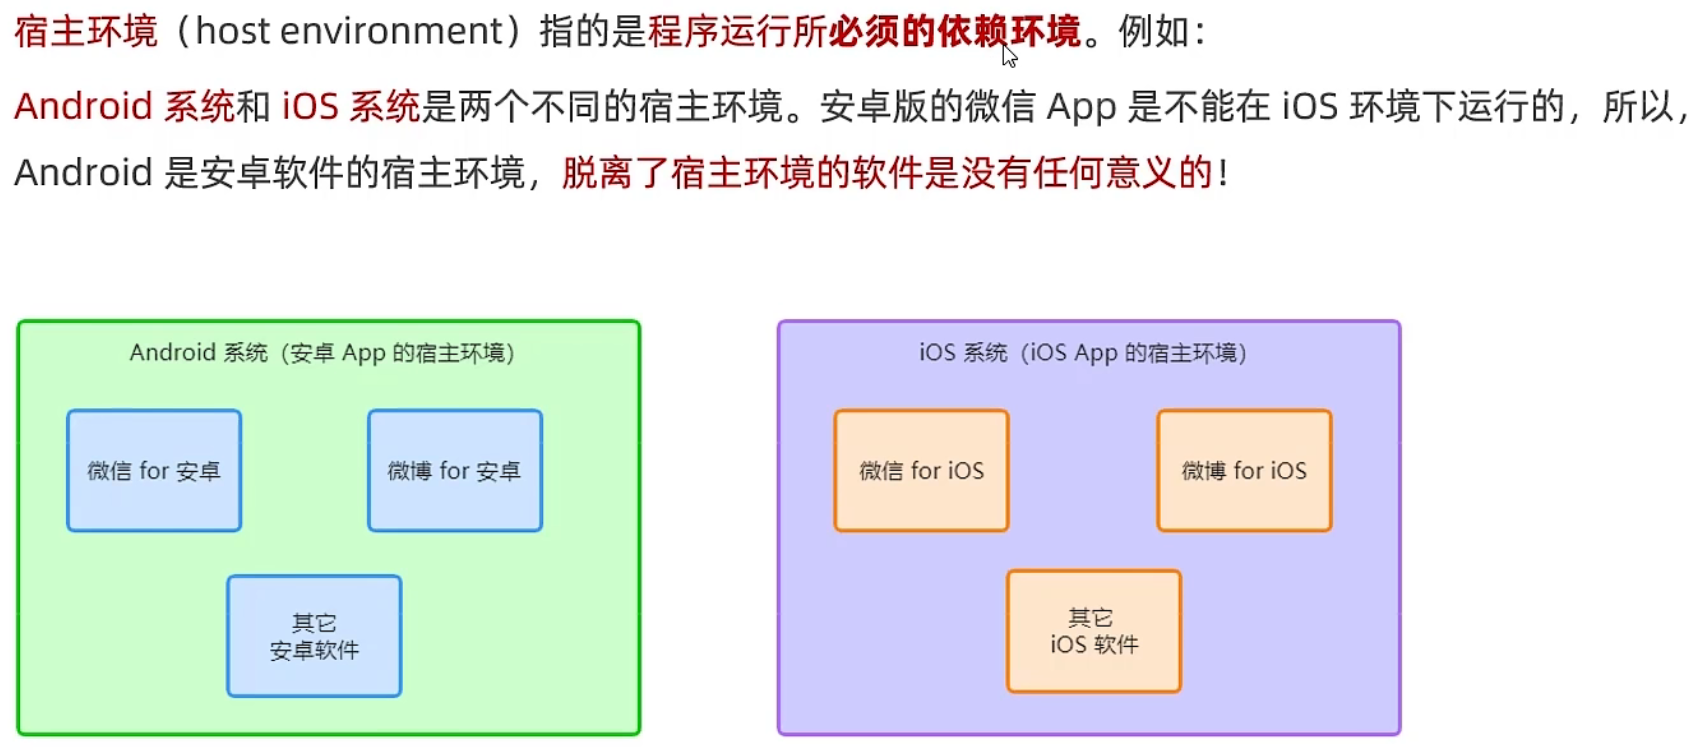 宿主环境（host environment）指的是程序运行所必须的依赖环境。例如：
Android 系统和 iOS 系统是两个不同的宿主环境。安卓版的微信 App 是不能在 iOS 环境下运行的，所以，
Android 是安卓软件的宿主环境，脱离了宿主环境的软件是没有任何意义的！
Android 系统（安卓 App 的宿主环境）
微信 for 安卓
微博 for 安卓
其它
安卓软件
iOS 系统（iOS App 的宿主环境）
微信 for iOS
微博 for iOS
其它
iOS 软件